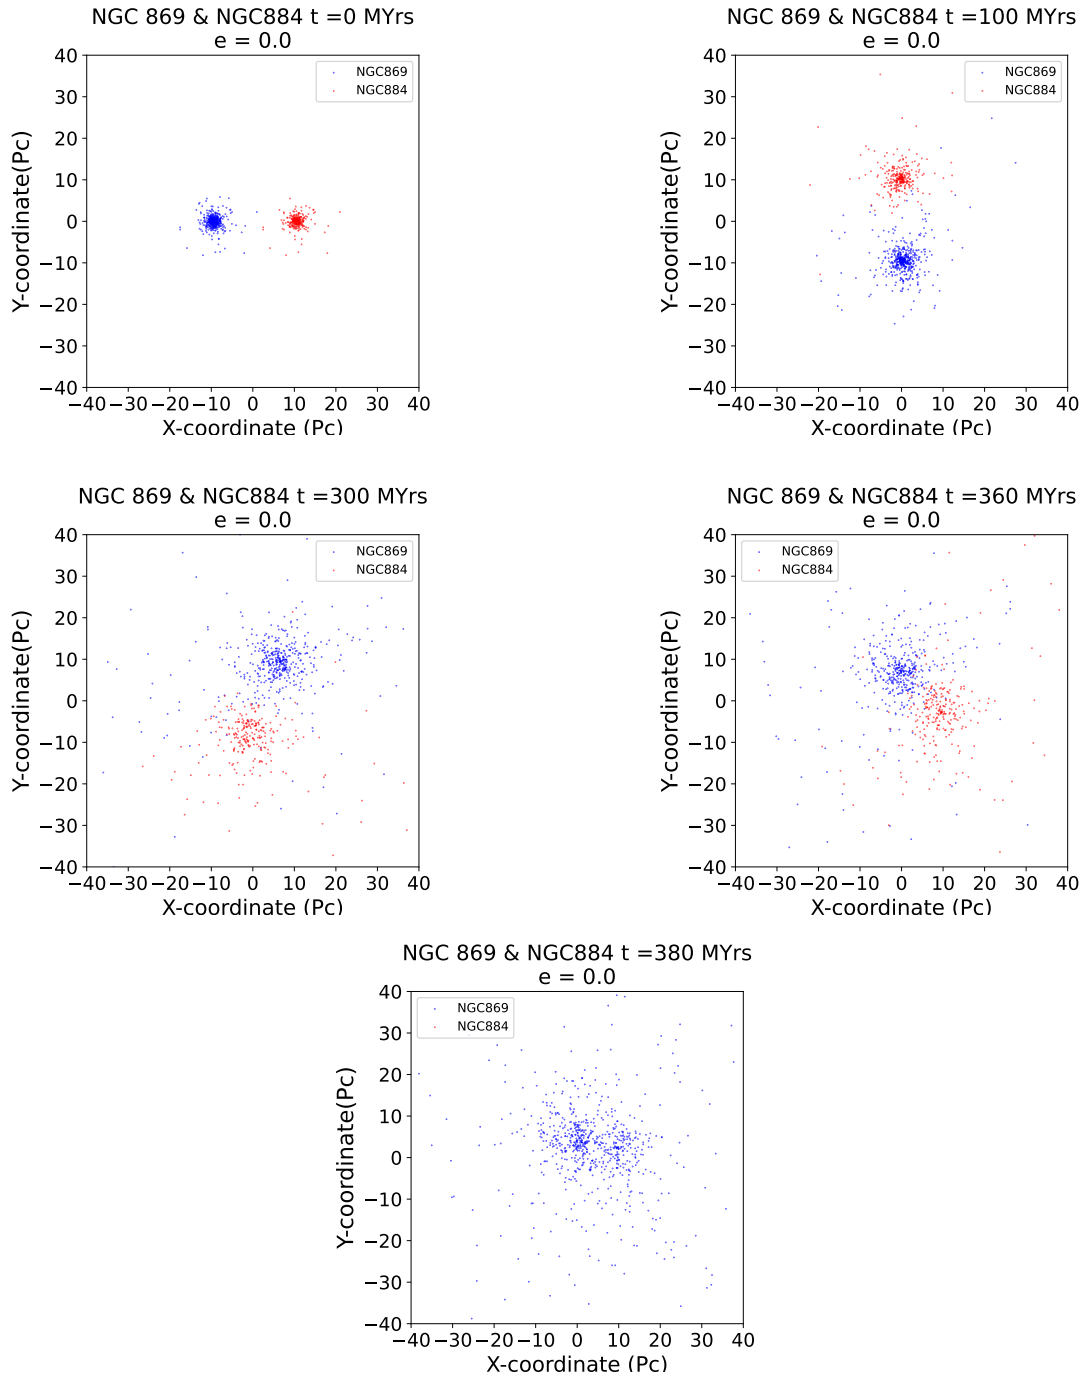 NGC 869 & NGC884 t =0 MYrs
e = 0.0
NGC869
NGC884
40
30
20
10
0
−10
−20
−30
−40
Y-coordinate(Pc)
−40 −30 −20 −10 0 10 20 30 40
X-coordinate (Pc)
NGC 869 & NGC884 t =100 MYrs
e = 0.0
NGC869
NGC884
40
30
20
10
0
−10
−20
−30
−40
Y-coordinate(Pc)
−40 −30 −20 −10 0 10 20 30 40
X-coordinate (Pc)
NGC 869 & NGC884 t =300 MYrs
e = 0.0
NGC869
NGC884
40
30
20
10
0
−10
−20
−30
−40
Y-coordinate(Pc)
−40 −30 −20 −10 0 10 20 30 40
X-coordinate (Pc)
NGC 869 & NGC884 t =360 MYrs
e = 0.0
NGC869
NGC884
40
30
20
10
0
−10
−20
−30
−40
Y-coordinate(Pc)
−40 −30 −20 −10 0 10 20 30 40
X-coordinate (Pc)
NGC 869 & NGC884 t =380 MYrs
e = 0.0
NGC869
NGC884
40
30
20
10
0
−10
−20
−30
−40
Y-coordinate(Pc)
−40 −30 −20 −10 0 10 20 30 40
X-coordinate (Pc)